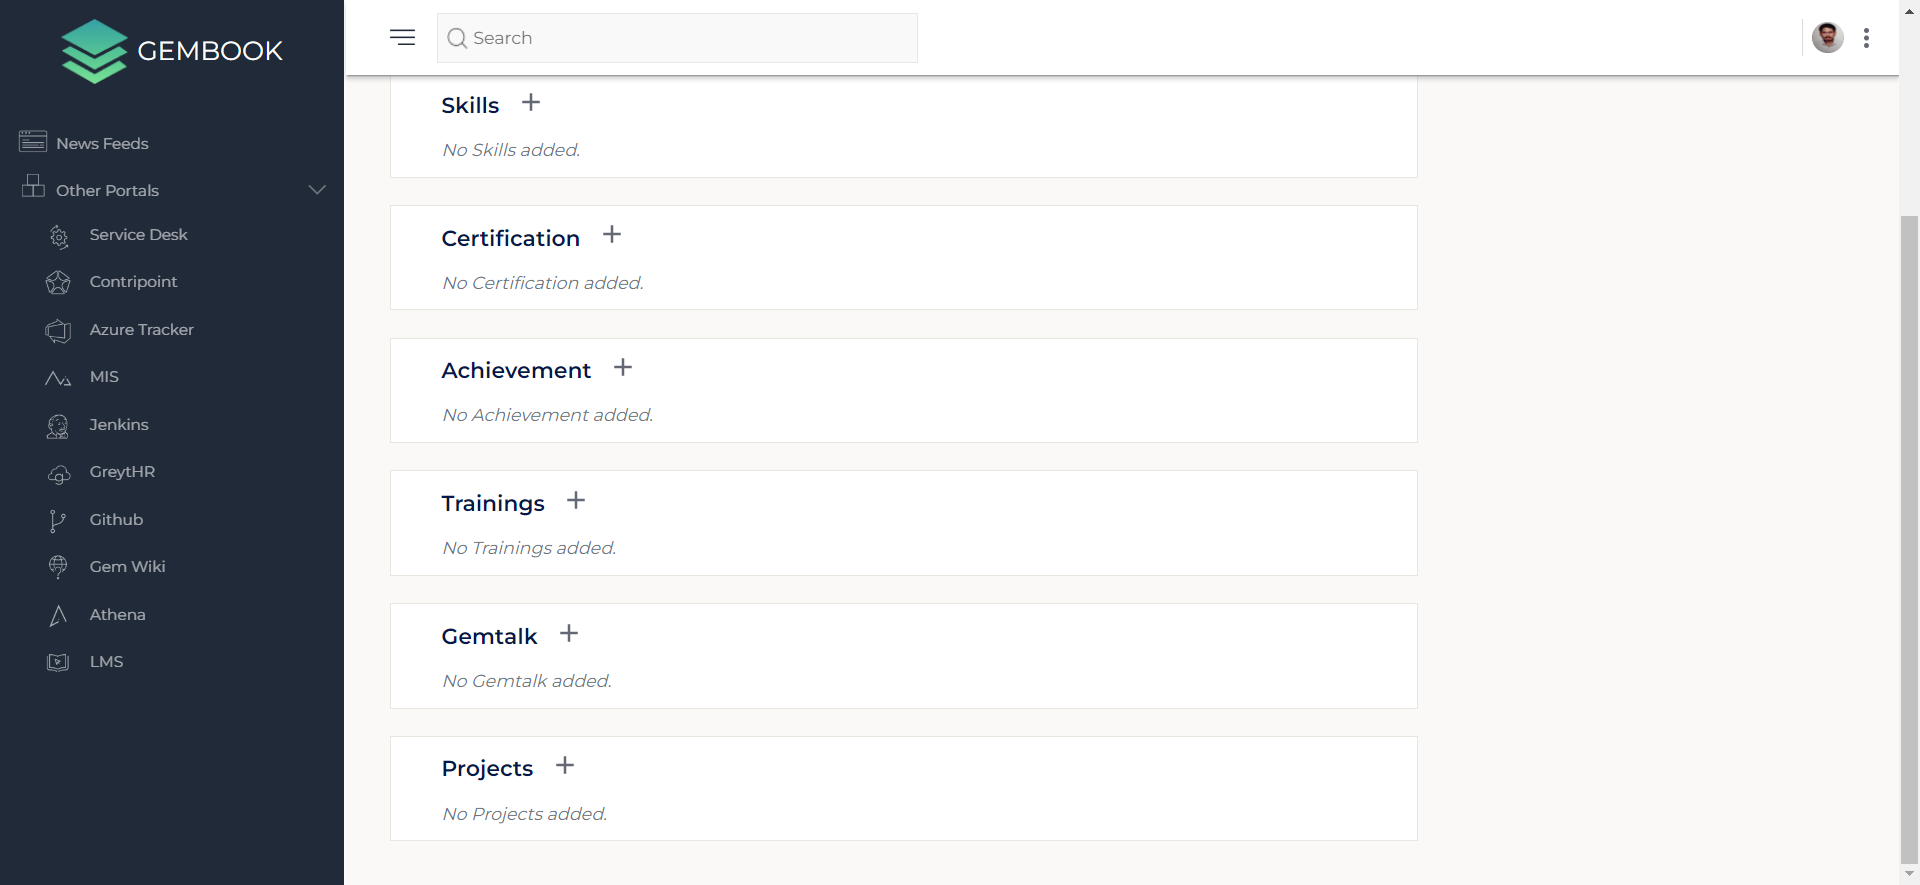 GEMBOOK
Search
News Feeds
Other Portals
Service Desk
Contripoint
Azure Tracker
MIS
Jenkins
GreytHR
Github
Gem Wiki
Athena
LMS
Skills
No Skills added.
Certification
No Certification added.
Achievement
No Achievement added.
Trainings
No Trainings added.
Gemtalk
No Gemtalk added.
Projects
No Projects added.